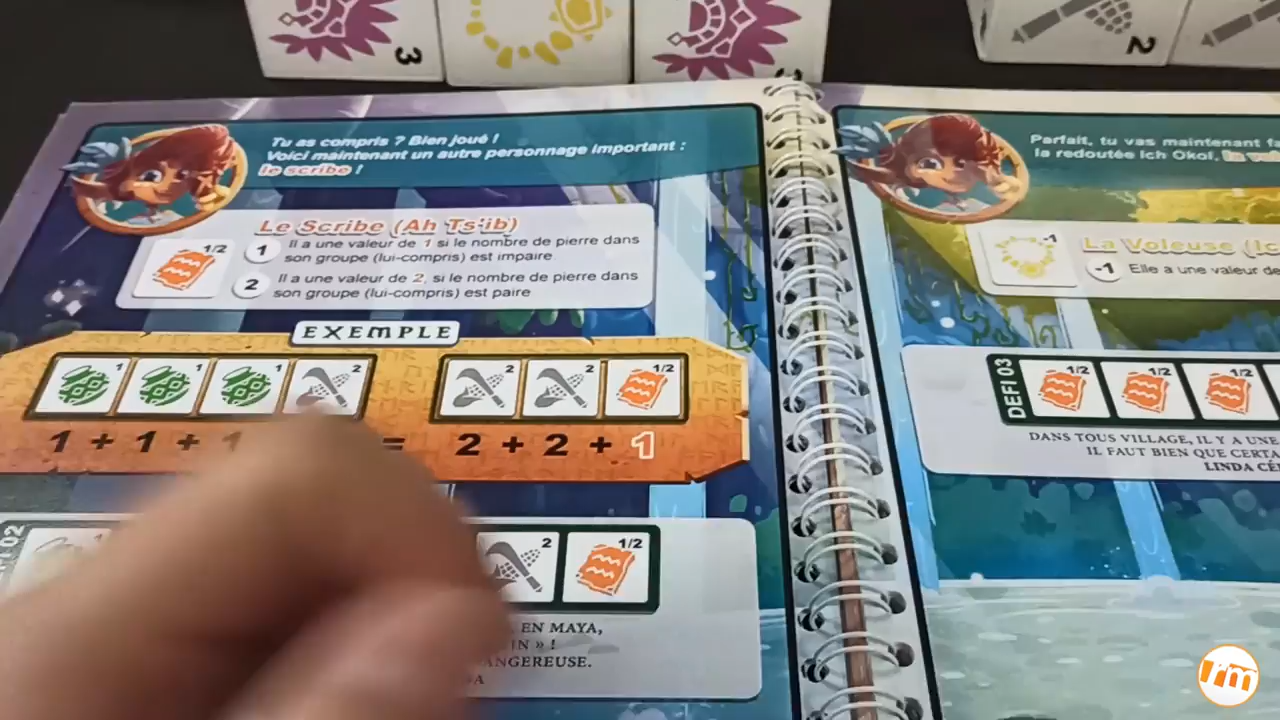 3
2
Tu as compris ? Bien joué !
Voici maintenant un autre personnage important :
le scribe !
Le Scribe (Ah Ts'ib)
1/2
1 Il a une valeur de 1 si le nombre de pierre dans
son groupe (lui-compris) est impaire
2 Il a une valeur de 2, si le nombre de pierre dans
son groupe (lui-compris) est paire
EXEMPLE
1 1 1 2 2 2 1/2
1 + 1 + 1 = 2 + 2 + 1
02
2 1/2
EN MAYA,
IN » !
ANGEREUSE.
Parfait, tu vas maintenant
la redoutée Ich Okol,
-1
La Voleuse
-1 Elle a une valeur
DEFI 03
1/2 1/2 1/2
DANS TOUS VILLAGE, IL Y A UNE
IL FAUT BIEN QUE
LINDA